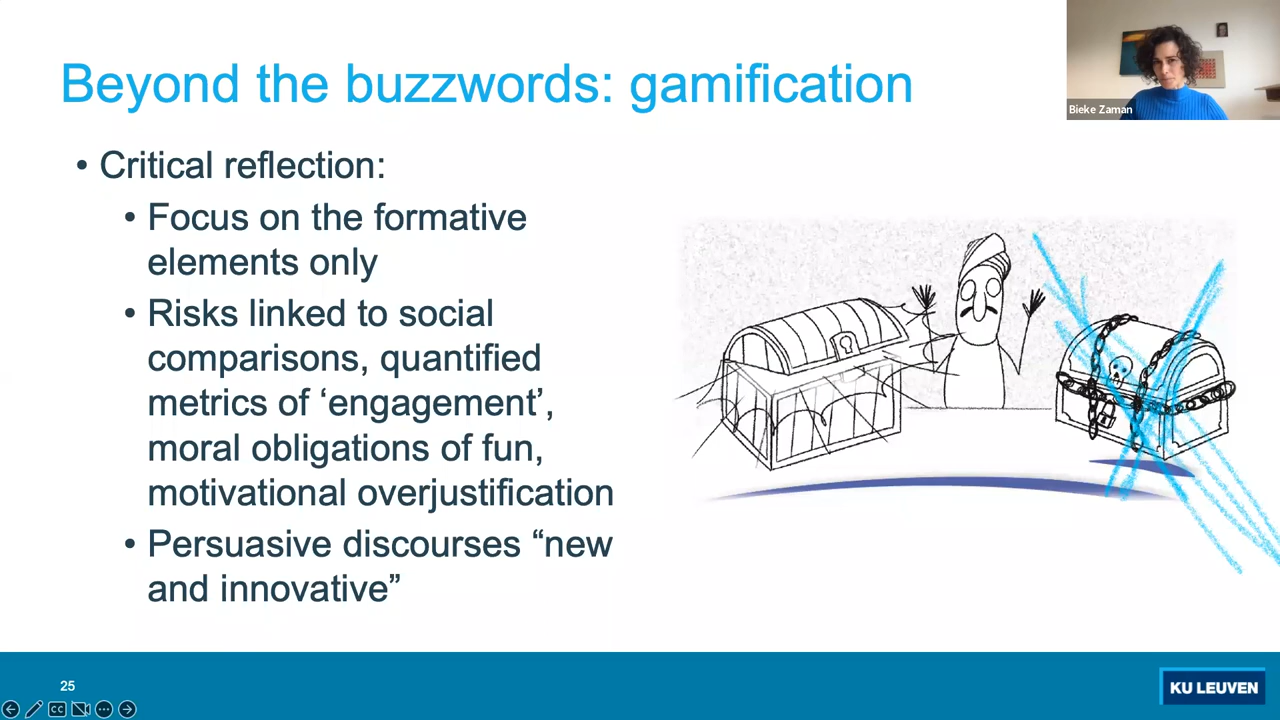 Beyond the buzzwords: gamification
Bieke Zaman
• Critical reflection:
• Focus on the formative
elements only
• Risks linked to social
comparisons, quantified
metrics of ‘engagement’,
moral obligations of fun,
motivational overjustification
• Persuasive discourses “new
and innovative”
25
KU LEUVEN
CC